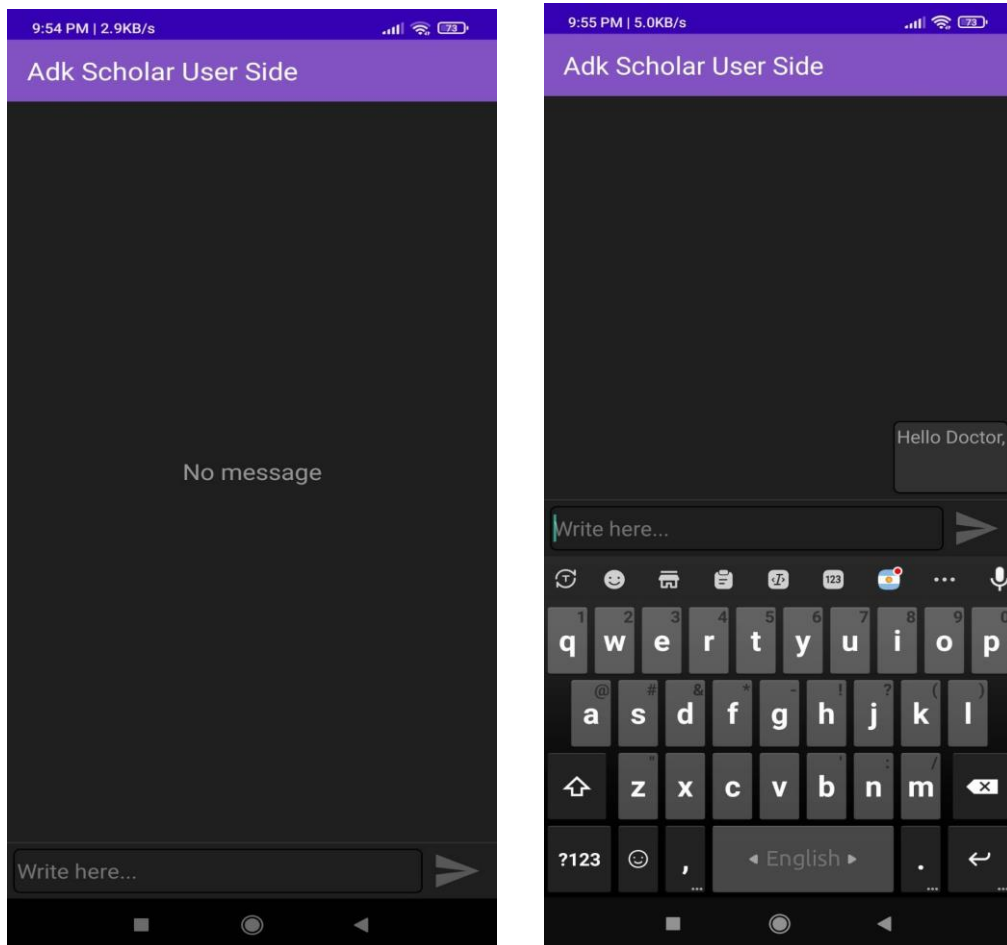 9:54 PM | 2.9KB/s 73
Adk Scholar User Side
No message
Write here...
9:55 PM | 5.0KB/s 73
Adk Scholar User Side
Hello Doctor,
Write here...
123
1 2 3 4 5 6 7 8 9 0
q w e r t y u i o p
@ # & * - ! ? ( )
a s d f g h j k l
" ' : /
z x c v b n m
?123 , English .